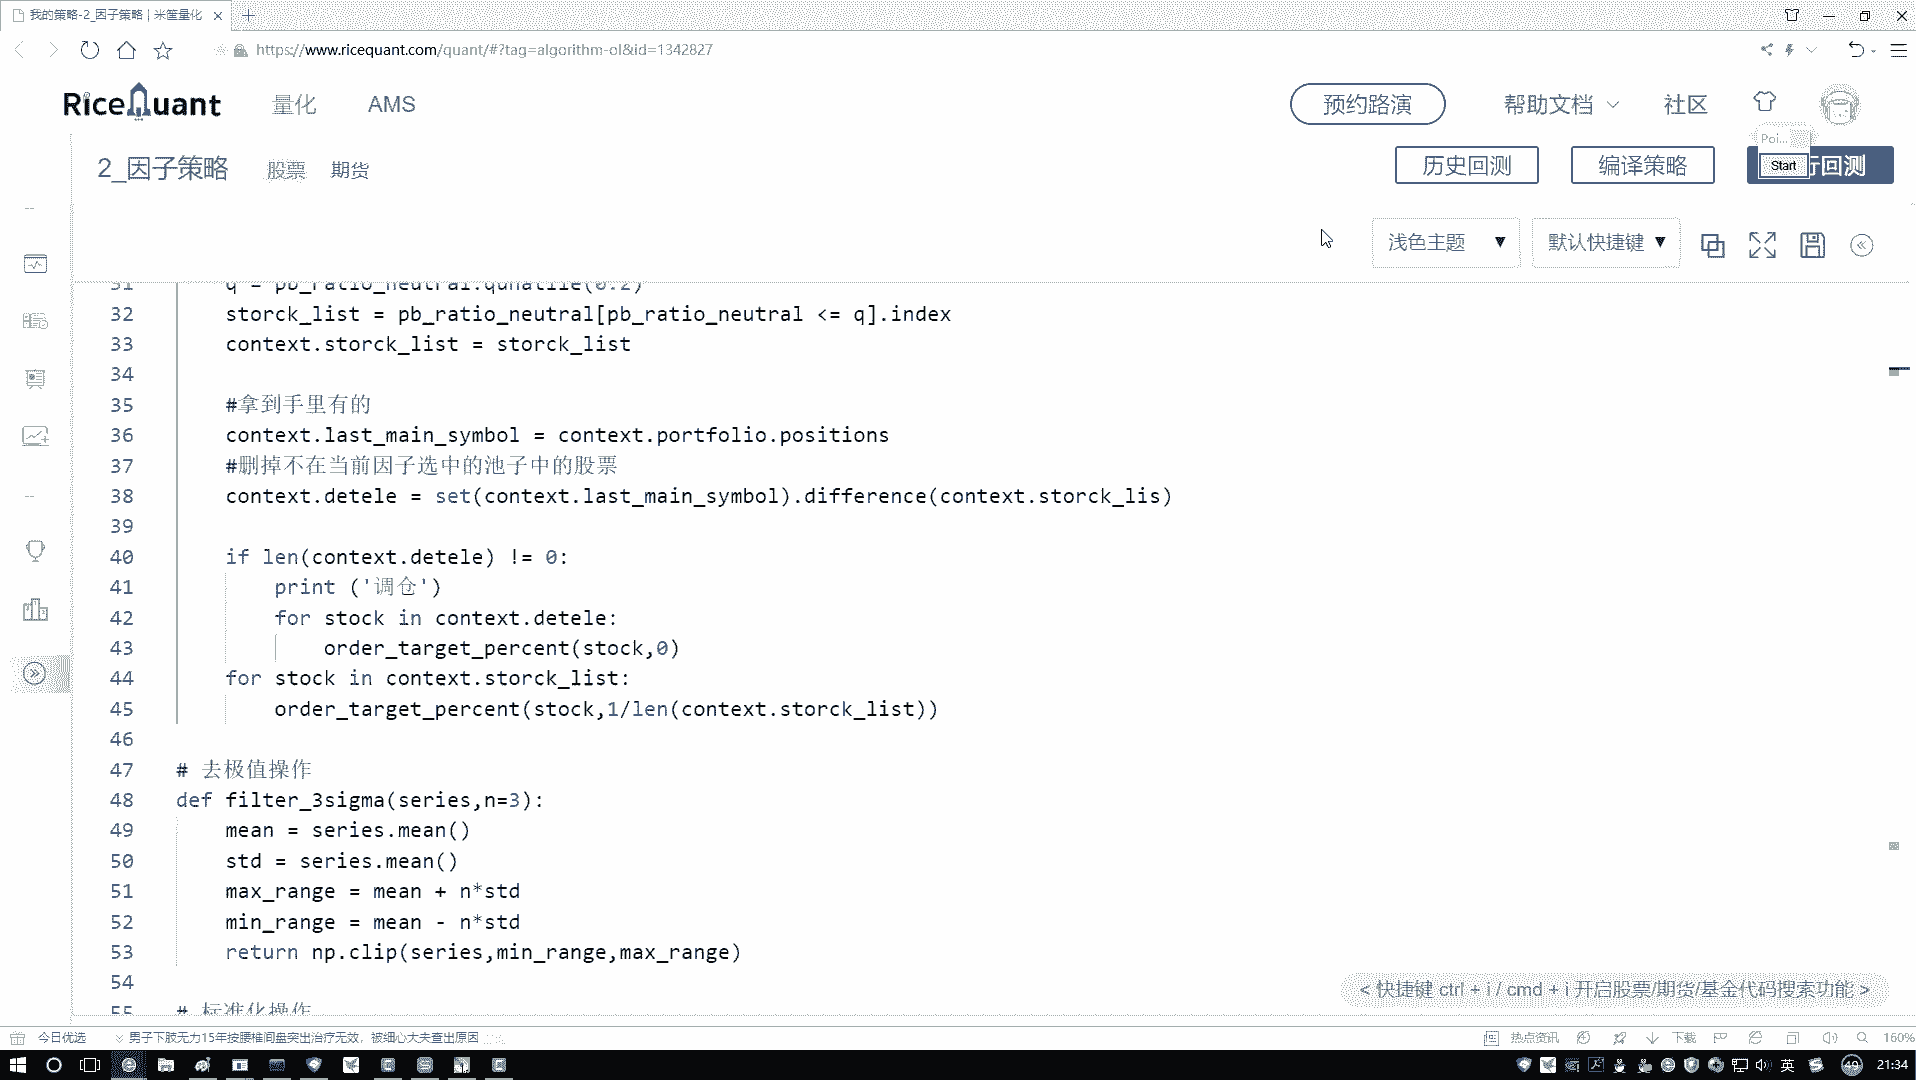 我的策略-2_因子策略 | 米筐量化
https://www.ricequant.com/quant/#?tag=algorithm-ol&id=1342827
RiceQuant 量化 AMS 预约路演 帮助文档 社区
Poi...
2_因子策略 股票 期货 历史回测 编译策略 Start 行回测
浅色主题 ▼ 默认快捷键 ▼
31 q = pb_ratio_neutral.qunatile(0.2)
32 storck_list = pb_ratio_neutral[pb_ratio_neutral <= q].index
33 context.storck_list = storck_list
34
35 #拿到手里有的
36 context.last_main_symbol = context.portfolio.positions
37 #删掉不在当前因子选中的池子中的股票
38 context.detele = set(context.last_main_symbol).difference(context.storck_lis)
39
40 if len(context.detele) != 0:
41 print ('调仓')
42 for stock in context.detele:
43 order_target_percent(stock,0)
44 for stock in context.storck_list:
45 order_target_percent(stock,1/len(context.storck_list))
46
47 # 去极值操作
48 def filter_3sigma(series,n=3):
49 mean = series.mean()
50 std = series.mean()
51 max_range = mean + n*std
52 min_range = mean - n*std
53 return np.clip(series,min_range,max_range)
54
55 # 标准化操作
< 快捷键 ctrl + i / cmd + i 开启股票/期货/基金代码搜索功能 >
今日优选 男子下肢无力15年按腰椎间盘突出治疗无效，被细心大夫查出原因 热点资讯 下载 160%
英 49 21:34